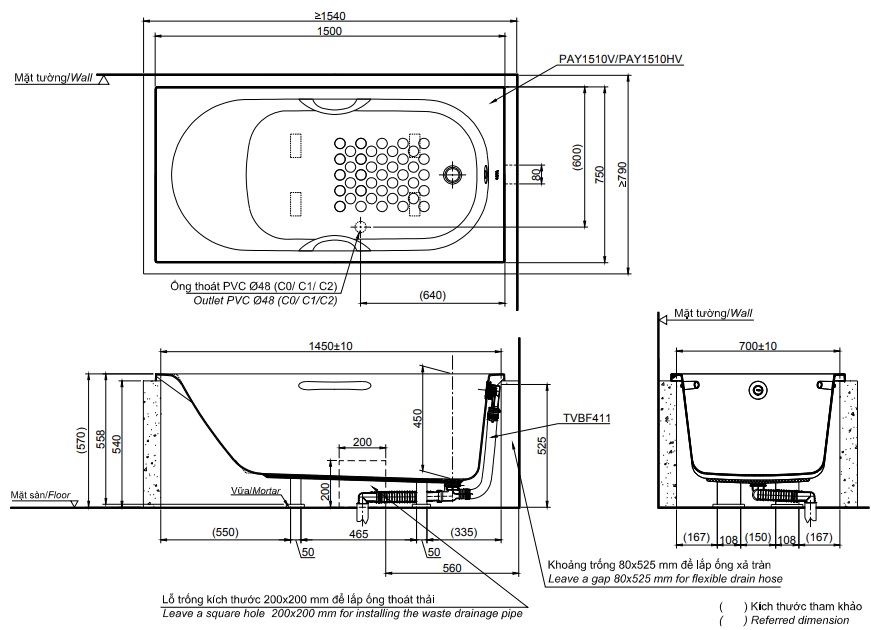 ≥1540
1500
PAY1510V/PAY1510HV
Mặt tường/Wall
80
(600)
750
≥790
Ống thoát PVC Ø48 (C0/ C1/ C2)
Outlet PVC Ø48 (C0/ C1/C2)
(640)
Mặt tường/Wall
1450±10
700±10
(570)
558
540
450
TVBF411
525
200
200
Mặt sàn/Floor
Vữa/Mortar
(550)
465
(335)
50
50
560
(167)
108
(150)
108
(167)
Khoảng trống 80x525 mm để lắp ống xả tràn
Leave a gap 80x525 mm for flexible drain hose
Lỗ trống kích thước 200x200 mm để lắp ống thoát thải
Leave a square hole 200x200 mm for installing the waste drainage pipe
( ) Kích thước tham khảo
( ) Referred dimension